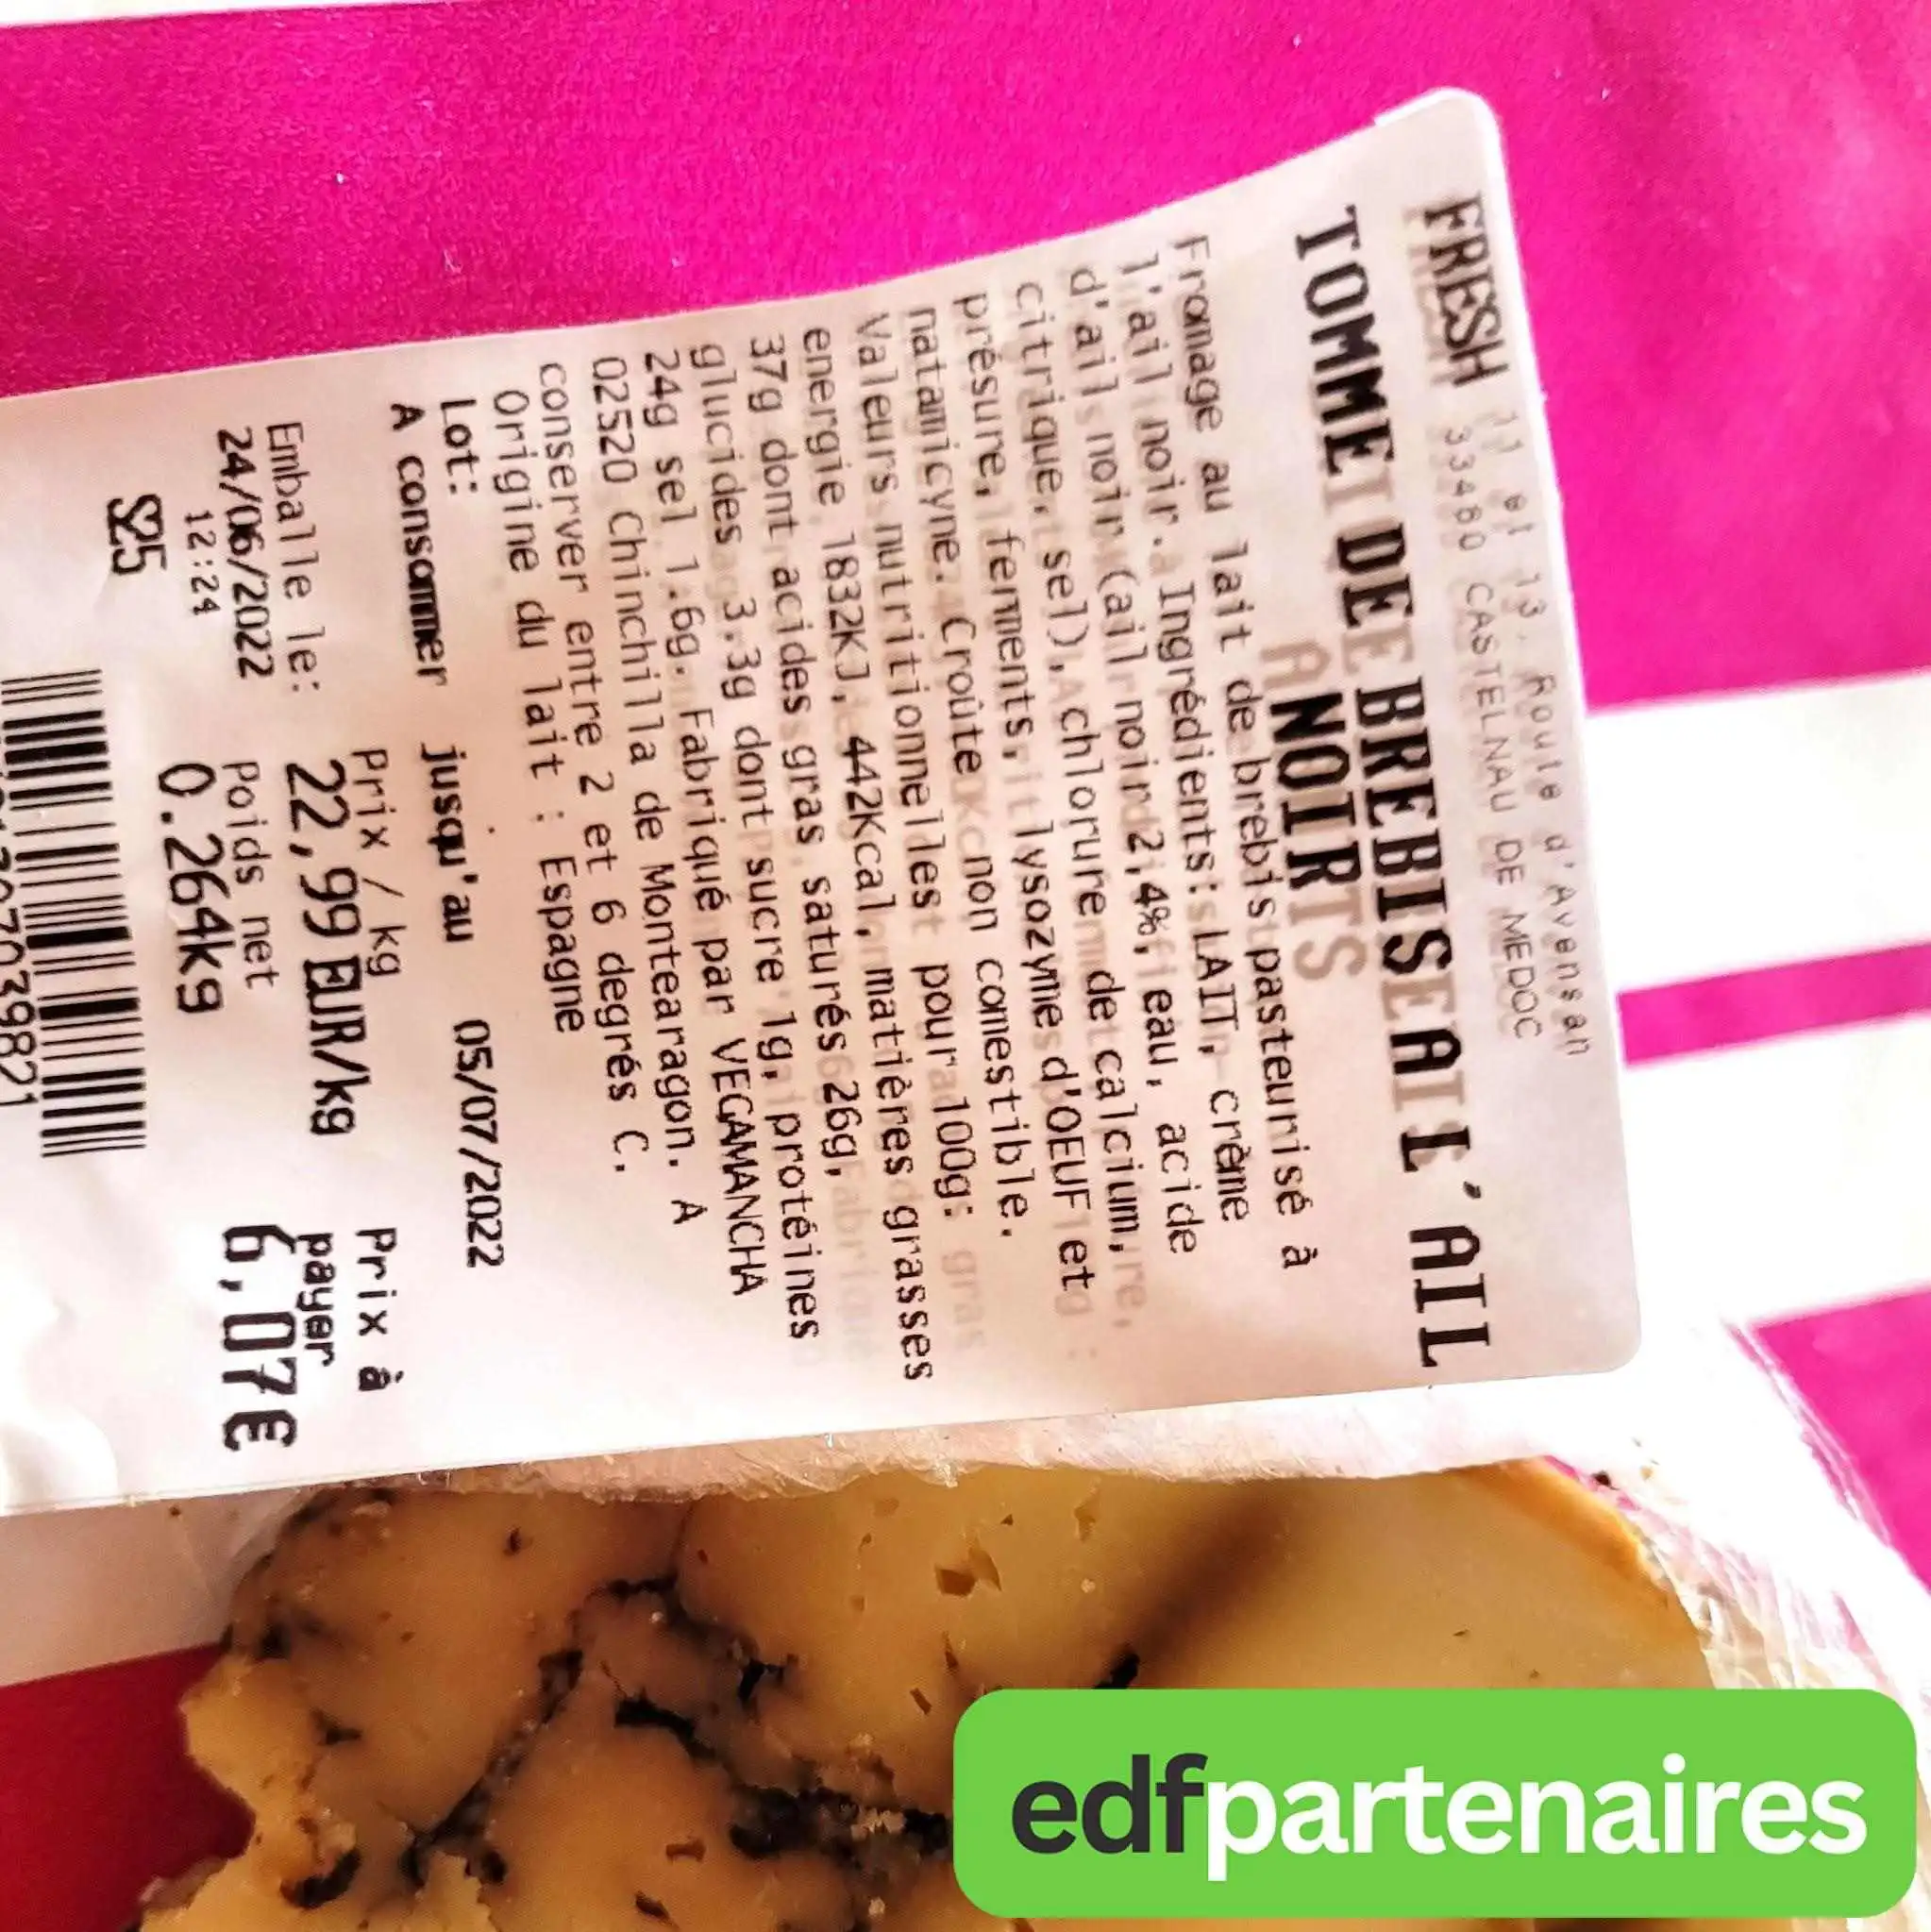 FRESH 11 et 13, Route d'Avensan
33480 CASTELNAU DE MEDOC
TOMME DE BREBIS A L'AIL
NOIR
Fromage au lait de brebis pasteurisé à
l'ail noir. Ingrédients: LAIT, crème
d'ail noir (ail noir 2,4%, eau, acide
citrique, sel), chlorure de calcium,
présure, ferments, lysozyme d'OEUF et
natamicyne. Croûte non comestible.
Valeurs nutritionnelles pour 100g:
energie 1832KJ, 442Kcal, matières grasses
37g dont acides gras saturés 26g,
glucides 3.3g dont sucre 1g, protéines
24g sel 1.6g. Fabriqué par VEGAMANCHA
02520 Chinchilla de Montearagon. A
conserver entre 2 et 6 degrés C.
Origine du lait : Espagne
Lot:
A consommer jusqu'au 05/07/2022
Emballe le: Prix / kg Prix à
24/06/2022 22,99 EUR/kg payer
12:24 Poids net 6,07€
S25 0.264kg
edfpartenaires